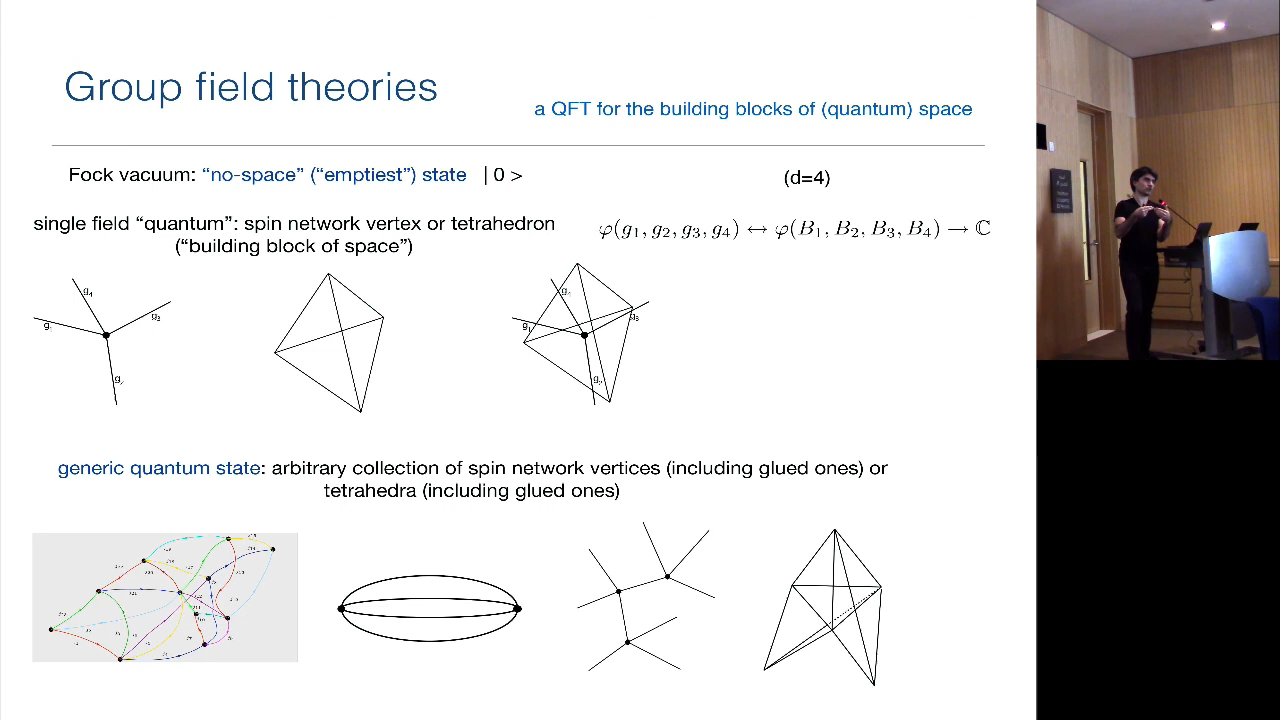 Group field theories
a QFT for the building blocks of (quantum) space
Fock vacuum: “no-space” (“emptiest”) state | 0 >
(d=4)
single field “quantum”: spin network vertex or tetrahedron
(“building block of space”)
φ(g₁, g₂, g₃, g₄) ↔ φ(B₁, B₂, B₃, B₄) → ℂ
generic quantum state: arbitrary collection of spin network vertices (including glued ones) or
tetrahedra (including glued ones)